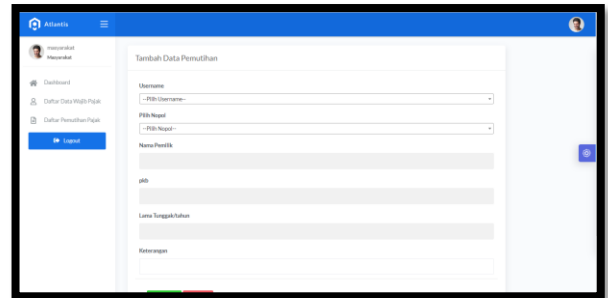 Atlantis
masyarakat
Masyarakat
Dashboard
Daftar Data Wajib Pajak
Daftar Pemutihan Pajak
Logout
Tambah Data Pemutihan
Username
--Pilih Username--
Pilih Nopol
--Pilih Nopol--
Nama Pemilik
pkb
Lama Tunggak/tahun
Keterangan